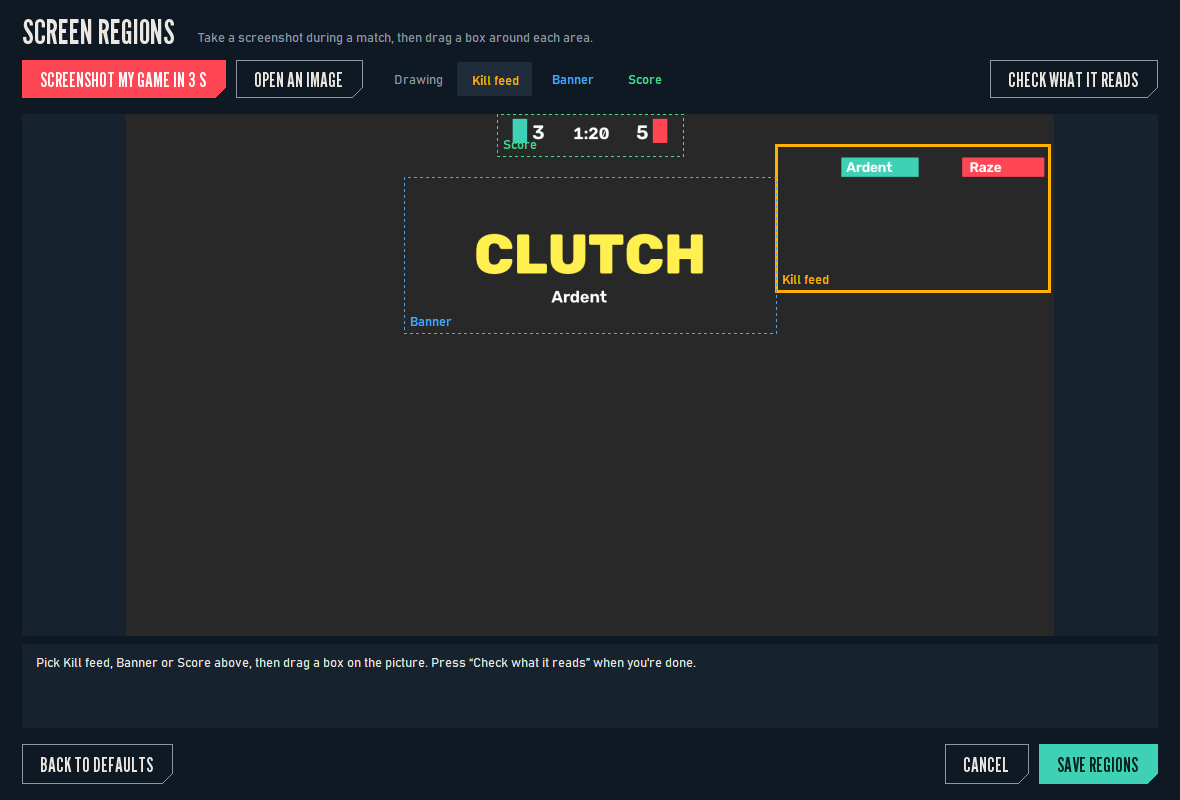 SCREEN REGIONS
Take a screenshot during a match, then drag a box around each area.
SCREENSHOT MY GAME IN 3 S
OPEN AN IMAGE
Drawing
Kill feed
Banner
Score
CHECK WHAT IT READS
3 1:20 5
Score
Ardent Raze
Kill feed
CLUTCH
Ardent
Banner
Pick Kill feed, Banner or Score above, then drag a box on the picture. Press “Check what it reads” when you're done.
BACK TO DEFAULTS
CANCEL
SAVE REGIONS